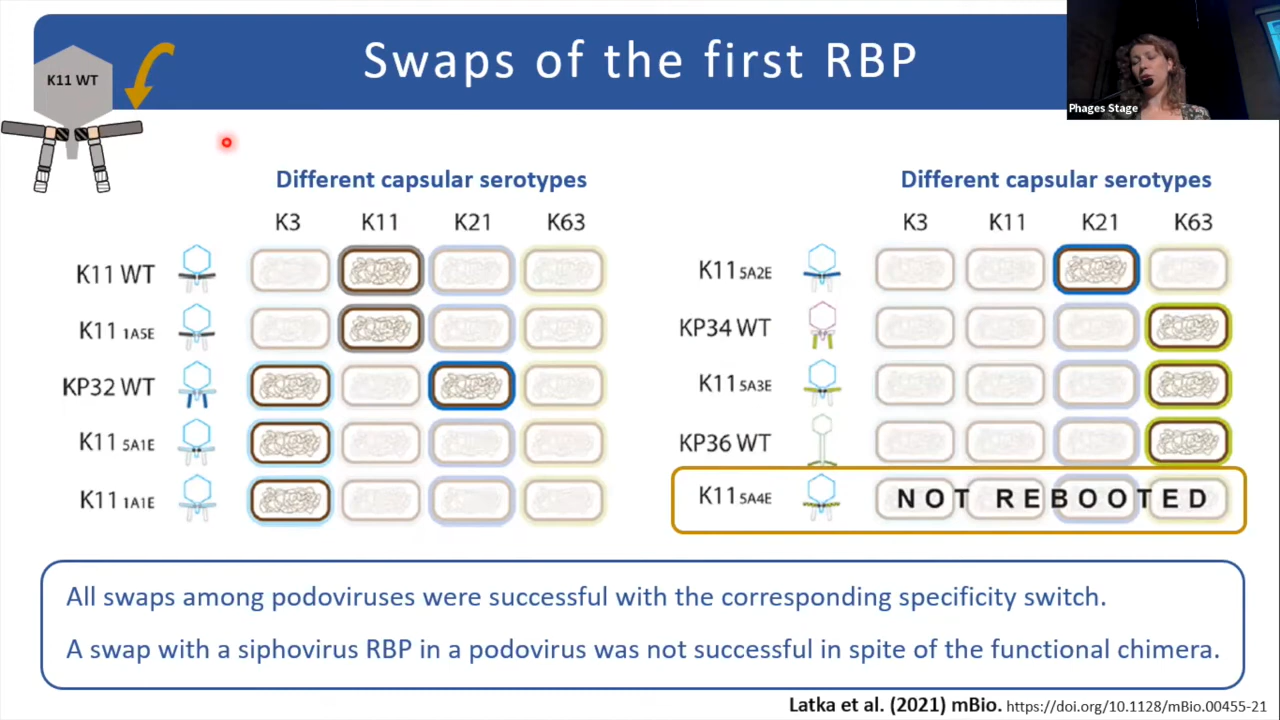 Swaps of the first RBP
K11 WT
Phages Stage
Different capsular serotypes
K3 K11 K21 K63
K11 WT
K11 1A5E
KP32 WT
K11 5A1E
K11 1A1E
Different capsular serotypes
K3 K11 K21 K63
K11 5A2E
KP34 WT
K11 5A3E
KP36 WT
K11 5A4E NOT REBOOTED
All swaps among podoviruses were successful with the corresponding specificity switch.
A swap with a siphovirus RBP in a podovirus was not successful in spite of the functional chimera.
Latka et al. (2021) mBio. https://doi.org/10.1128/mBio.00455-21